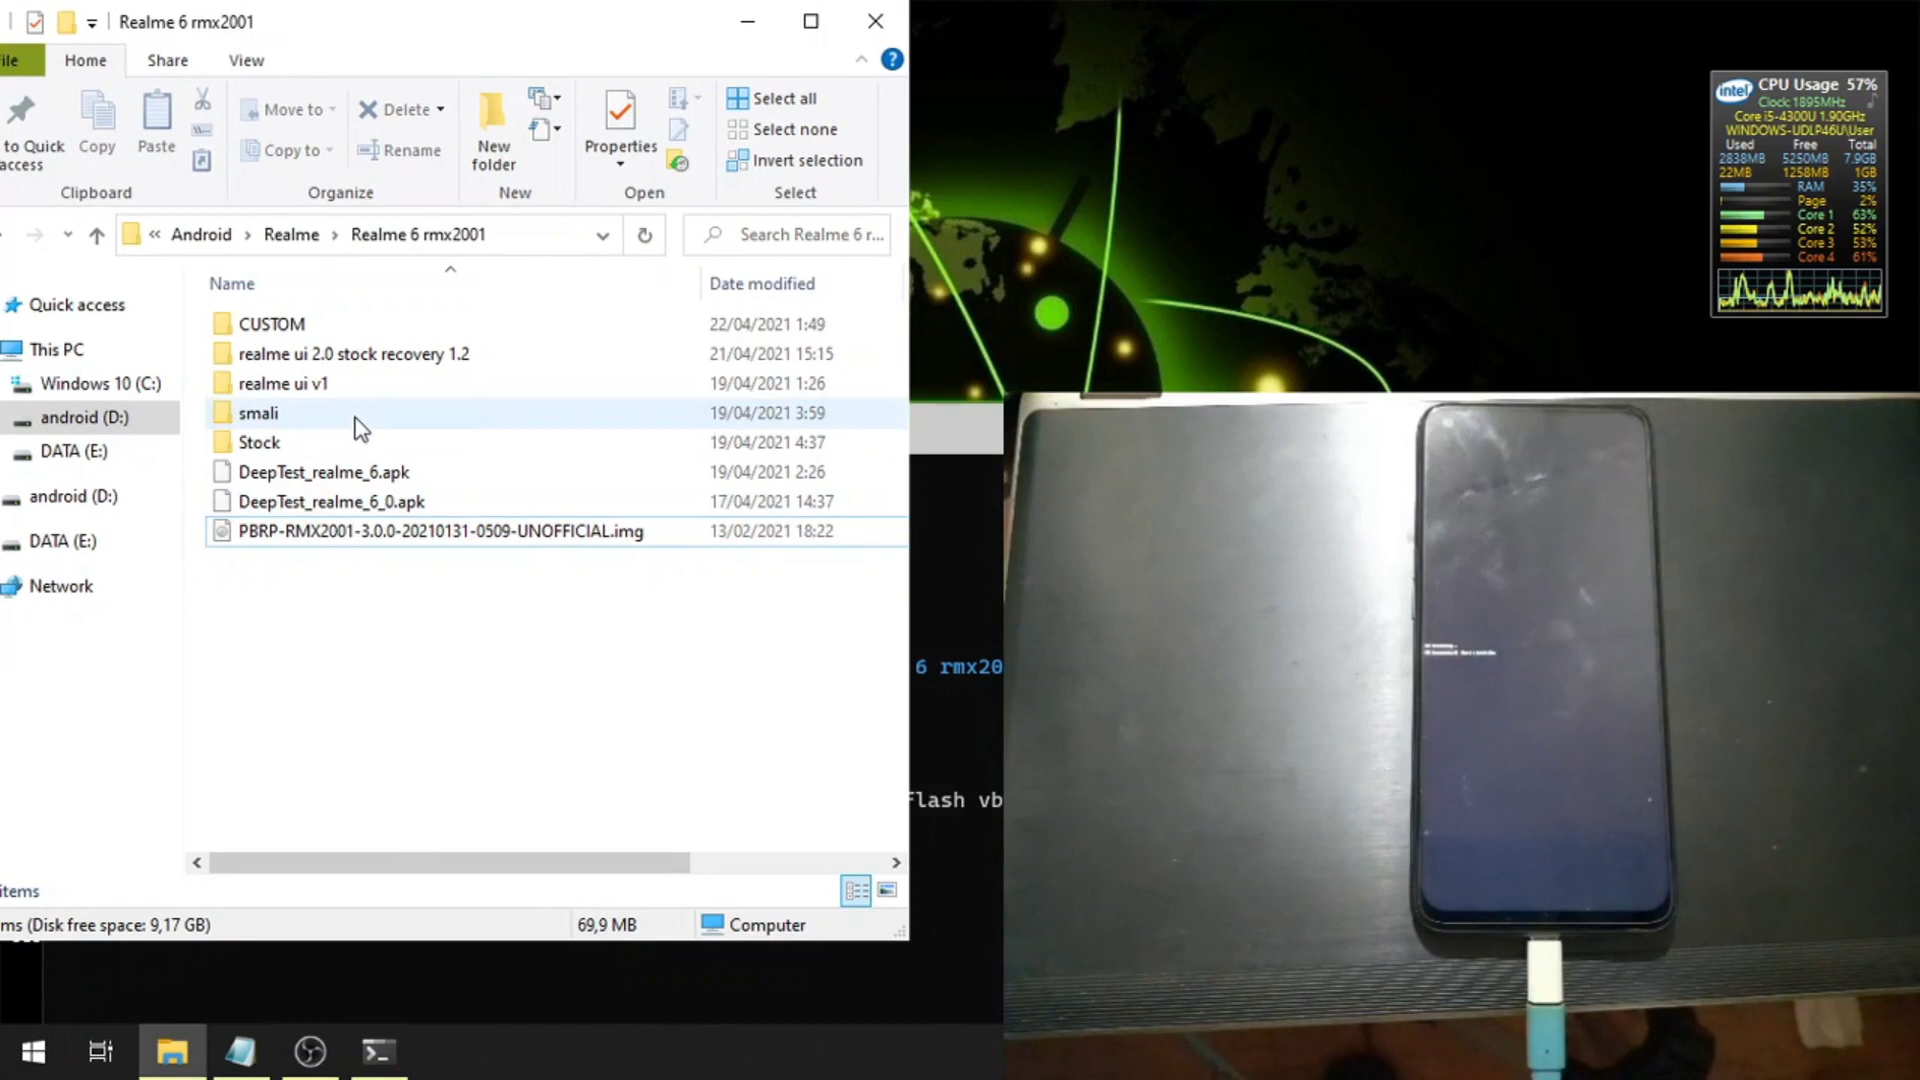 Realme 6 rmx2001
ile
Home
Share
View
to Quick
access
Copy
Paste
Clipboard
Move to
Copy to
Delete
Rename
Organize
New
folder
New
Properties
Open
Select all
Select none
Invert selection
Select
« Android › Realme › Realme 6 rmx2001
Search Realme 6 r...
Name
Date modified
Quick access
This PC
Windows 10 (C:)
android (D:)
DATA (E:)
android (D:)
DATA (E:)
Network
CUSTOM 22/04/2021 1:49
realme ui 2.0 stock recovery 1.2 21/04/2021 15:15
realme ui v1 19/04/2021 1:26
smali 19/04/2021 3:59
Stock 19/04/2021 4:37
DeepTest_realme_6.apk 19/04/2021 2:26
DeepTest_realme_6_0.apk 17/04/2021 14:37
PBRP-RMX2001-3.0.0-20210131-0509-UNOFFICIAL.img 13/02/2021 18:22
items
ms (Disk free space: 9,17 GB)
69,9 MB
Computer
6 rmx20
flash vb
intel
CPU Usage 57%
Clock: 1895MHz
Core i5-4300U 1.90GHz
WINDOWS-UDLP46U\User
Used Free Total
2838MB 5250MB 7.9GB
22MB 1258MB 1GB
RAM 35%
Page 2%
Core 1 63%
Core 2 52%
Core 3 53%
Core 4 61%